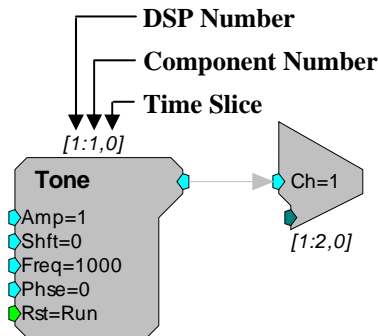 DSP Number
Component Number
Time Slice
[1:1,0]
Tone
Amp=1
Shft=0
Freq=1000
Phse=0
Rst=Run
Ch=1
[1:2,0]